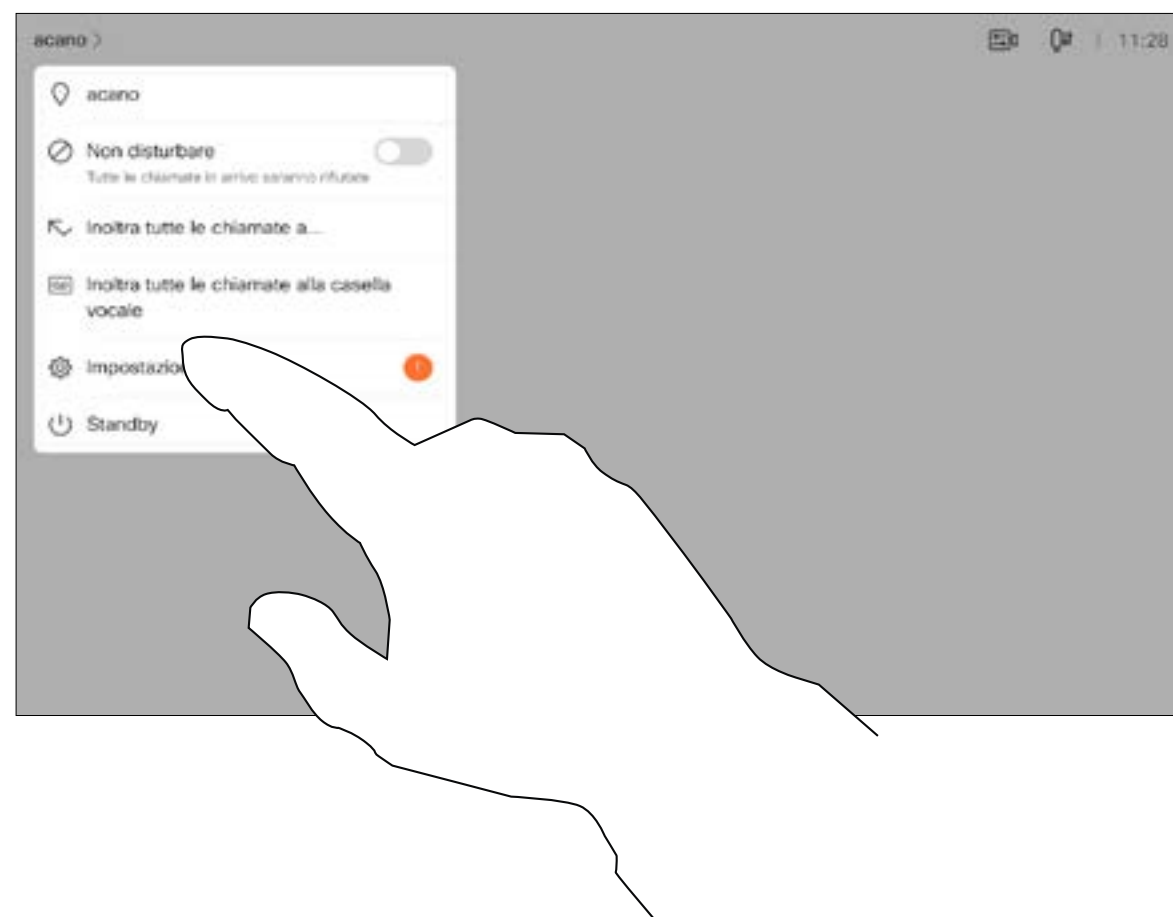 acano >
11:28
acano
Non disturbare
Tutte le chiamate in arrivo saranno rifiutate
Inoltra tutte le chiamate a...
Inoltra tutte le chiamate alla casella
vocale
Impostazio
!
Standby